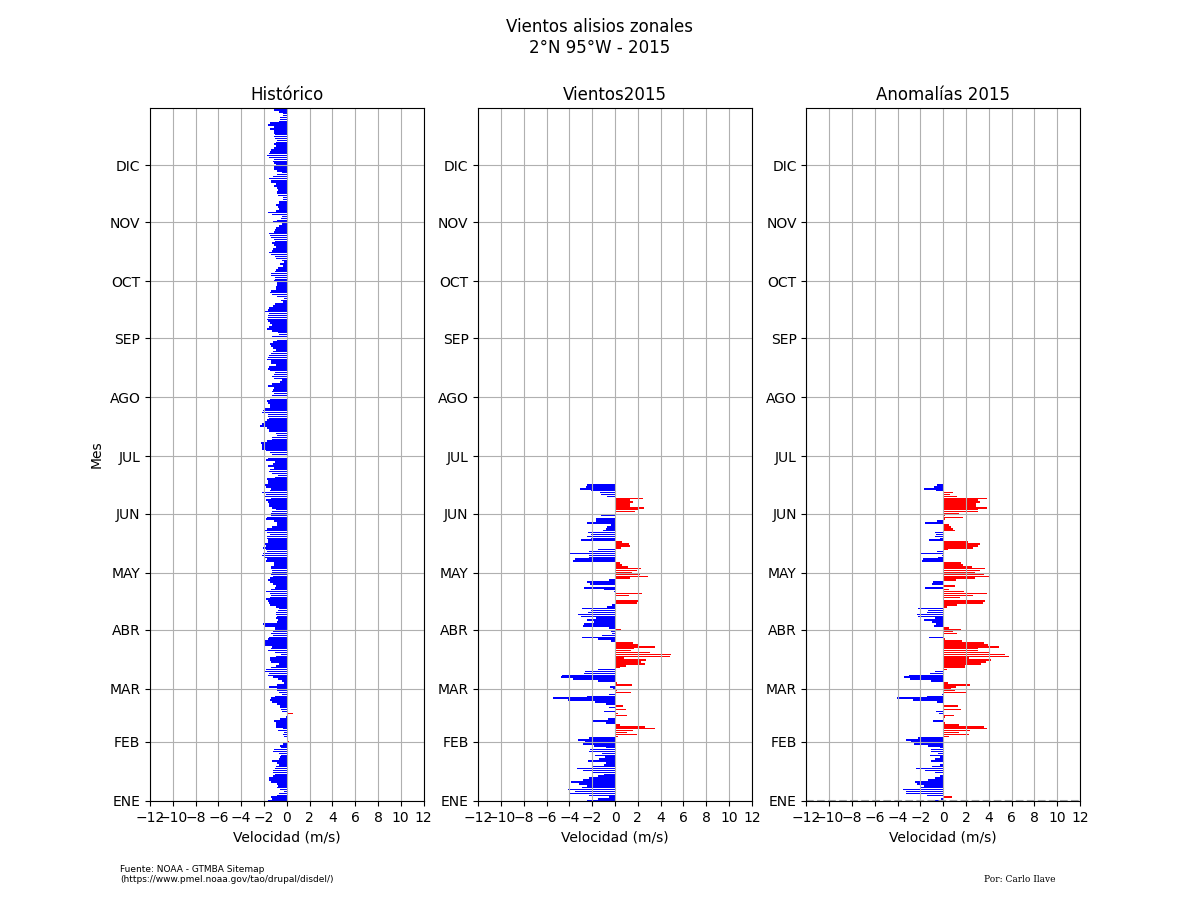 Vientos alisios zonales
2°N 95°W - 2015
Histórico
Vientos2015
Anomalías 2015
DIC
NOV
OCT
SEP
AGO
JUL
JUN
MAY
ABR
MAR
FEB
ENE
Mes
−12 −10 −8 −6 −4 −2 0 2 4 6 8 10 12
Velocidad (m/s)
DIC
NOV
OCT
SEP
AGO
JUL
JUN
MAY
ABR
MAR
FEB
ENE
−12 −10 −8 −6 −4 −2 0 2 4 6 8 10 12
Velocidad (m/s)
DIC
NOV
OCT
SEP
AGO
JUL
JUN
MAY
ABR
MAR
FEB
ENE
−12 −10 −8 −6 −4 −2 0 2 4 6 8 10 12
Velocidad (m/s)
Fuente: NOAA - GTMBA Sitemap
(https://www.pmel.noaa.gov/tao/drupal/disdel/)
Por: Carlo Ilave